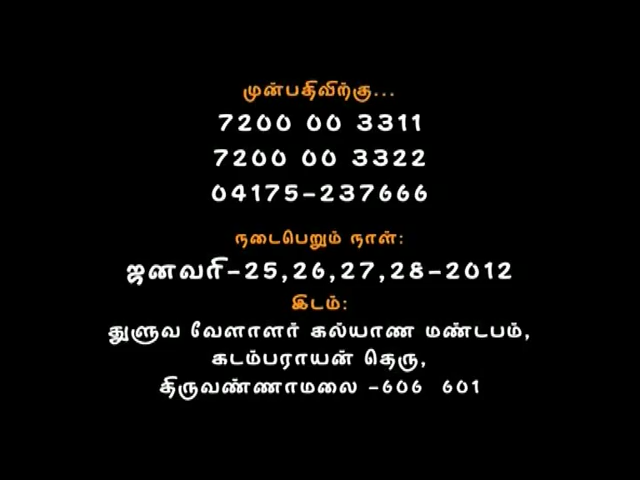 முன்பதிவிற்கு...
7200 00 3311
7200 00 3322
04175-237666
நடைபெறும் நாள்:
ஜனவரி-25,26,27,28-2012
இடம்:
துளுவ வேளாளர் கல்யாண மண்டபம்,
கடம்பராயன் தெரு,
திருவண்ணாமலை -606 601